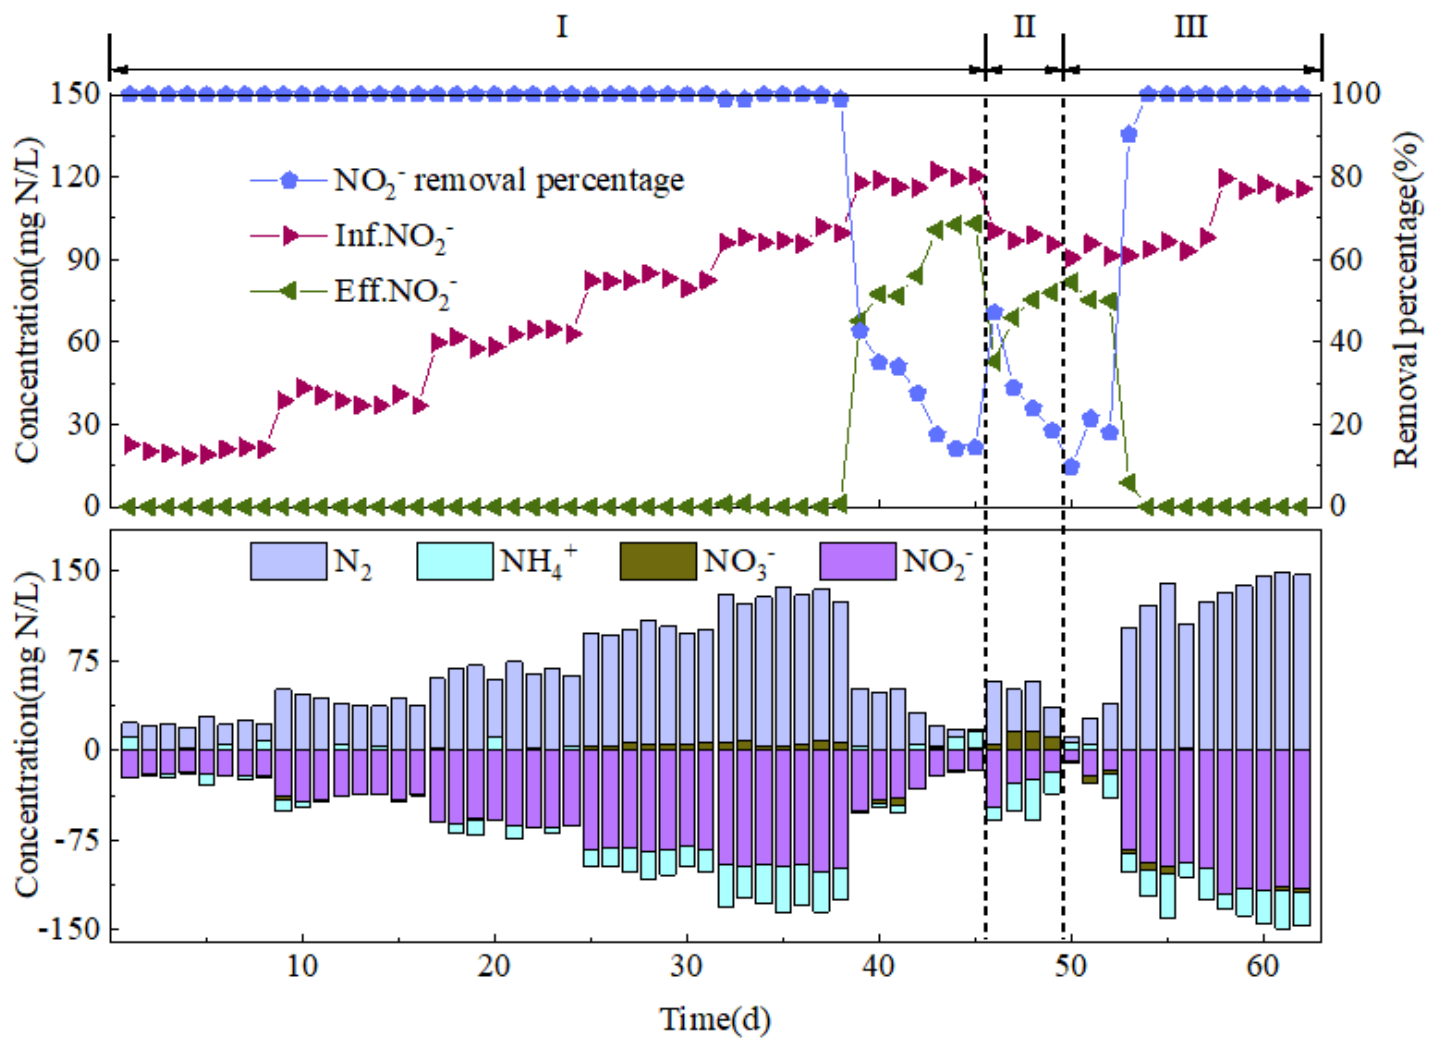 I II III
150 100
120 80
90 60
60 40
30 20
0 0
Concentration(mg N/L)
Removal percentage(%)
NO₂⁻ removal percentage
Inf.NO₂⁻
Eff.NO₂⁻
N₂ NH₄⁺ NO₃⁻ NO₂⁻
150
75
0
-75
-150
Concentration(mg N/L)
10 20 30 40 50 60
Time(d)